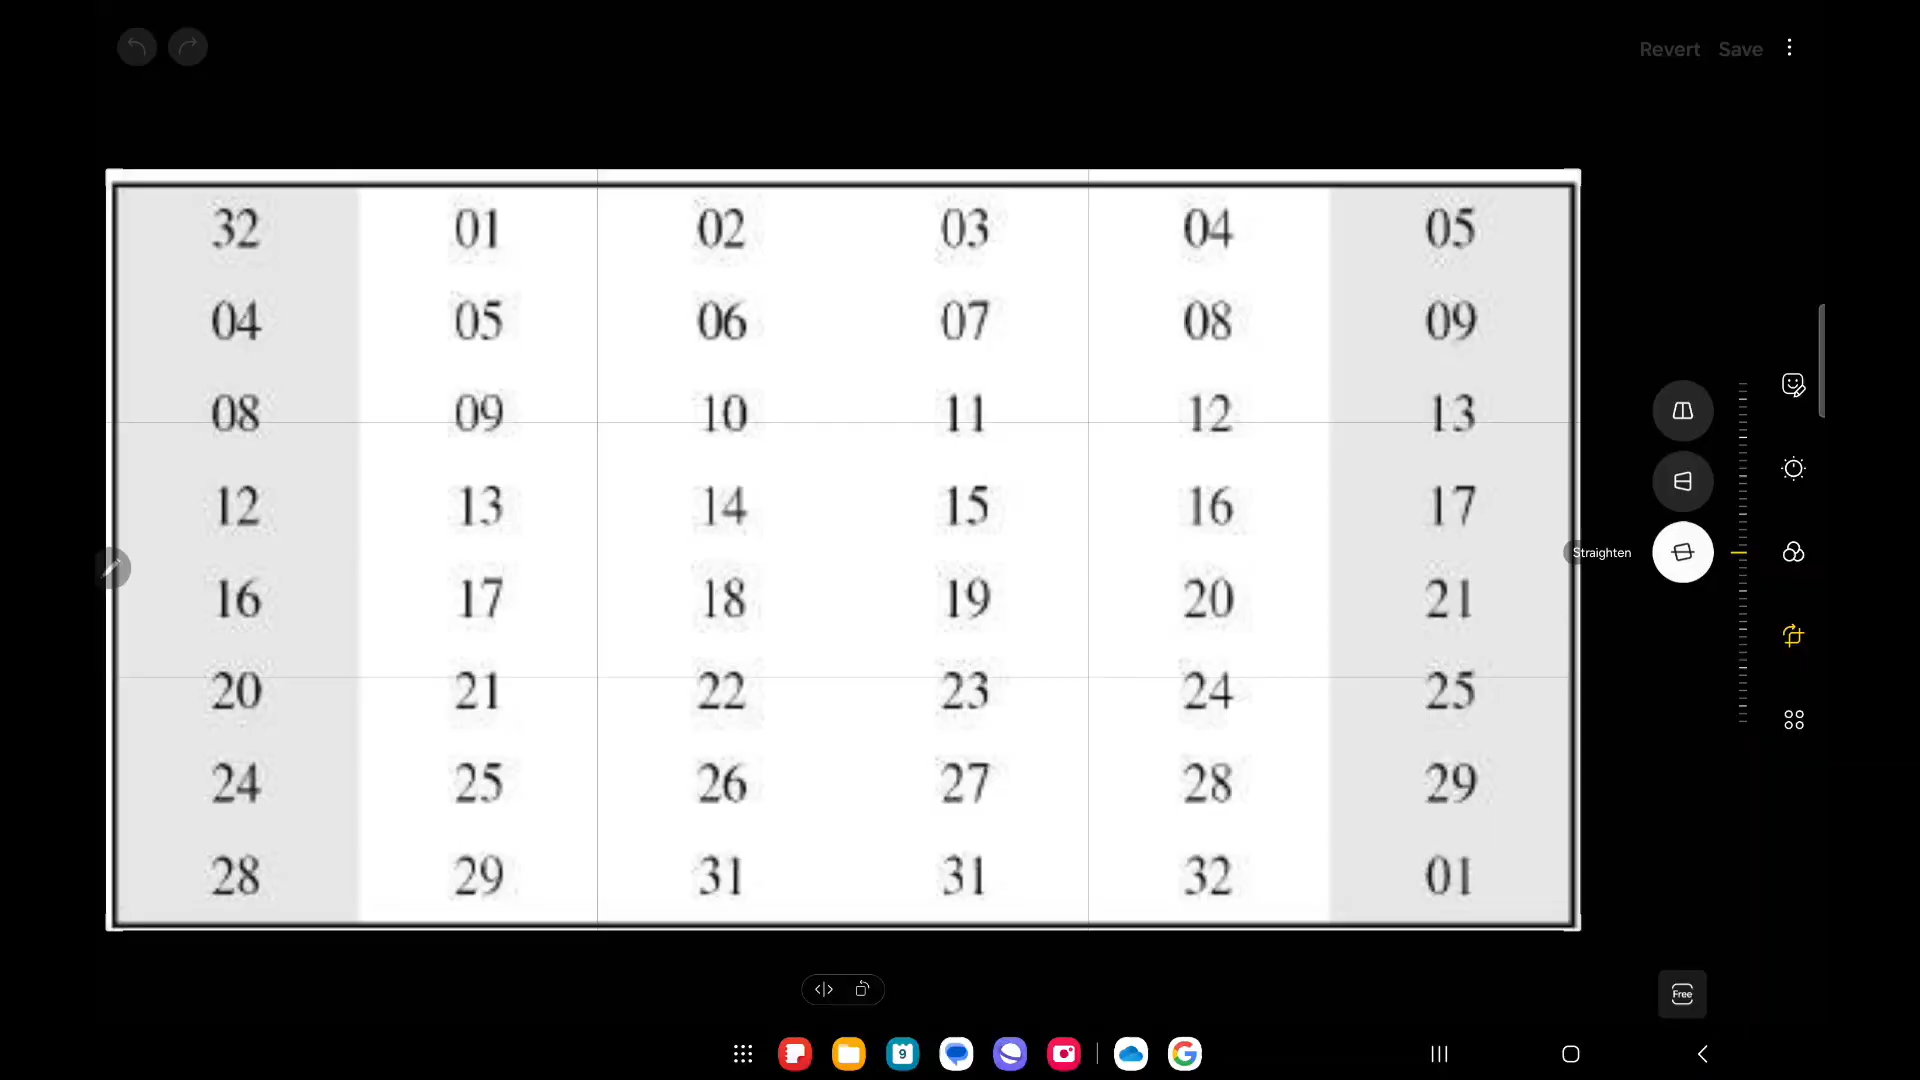 Revert Save
32 01 02 03 04 05
04 05 06 07 08 09
08 09 10 11 12 13
12 13 14 15 16 17
Straighten
16 17 18 19 20 21
20 21 22 23 24 25
24 25 26 27 28 29
28 29 31 31 32 01
Free
9